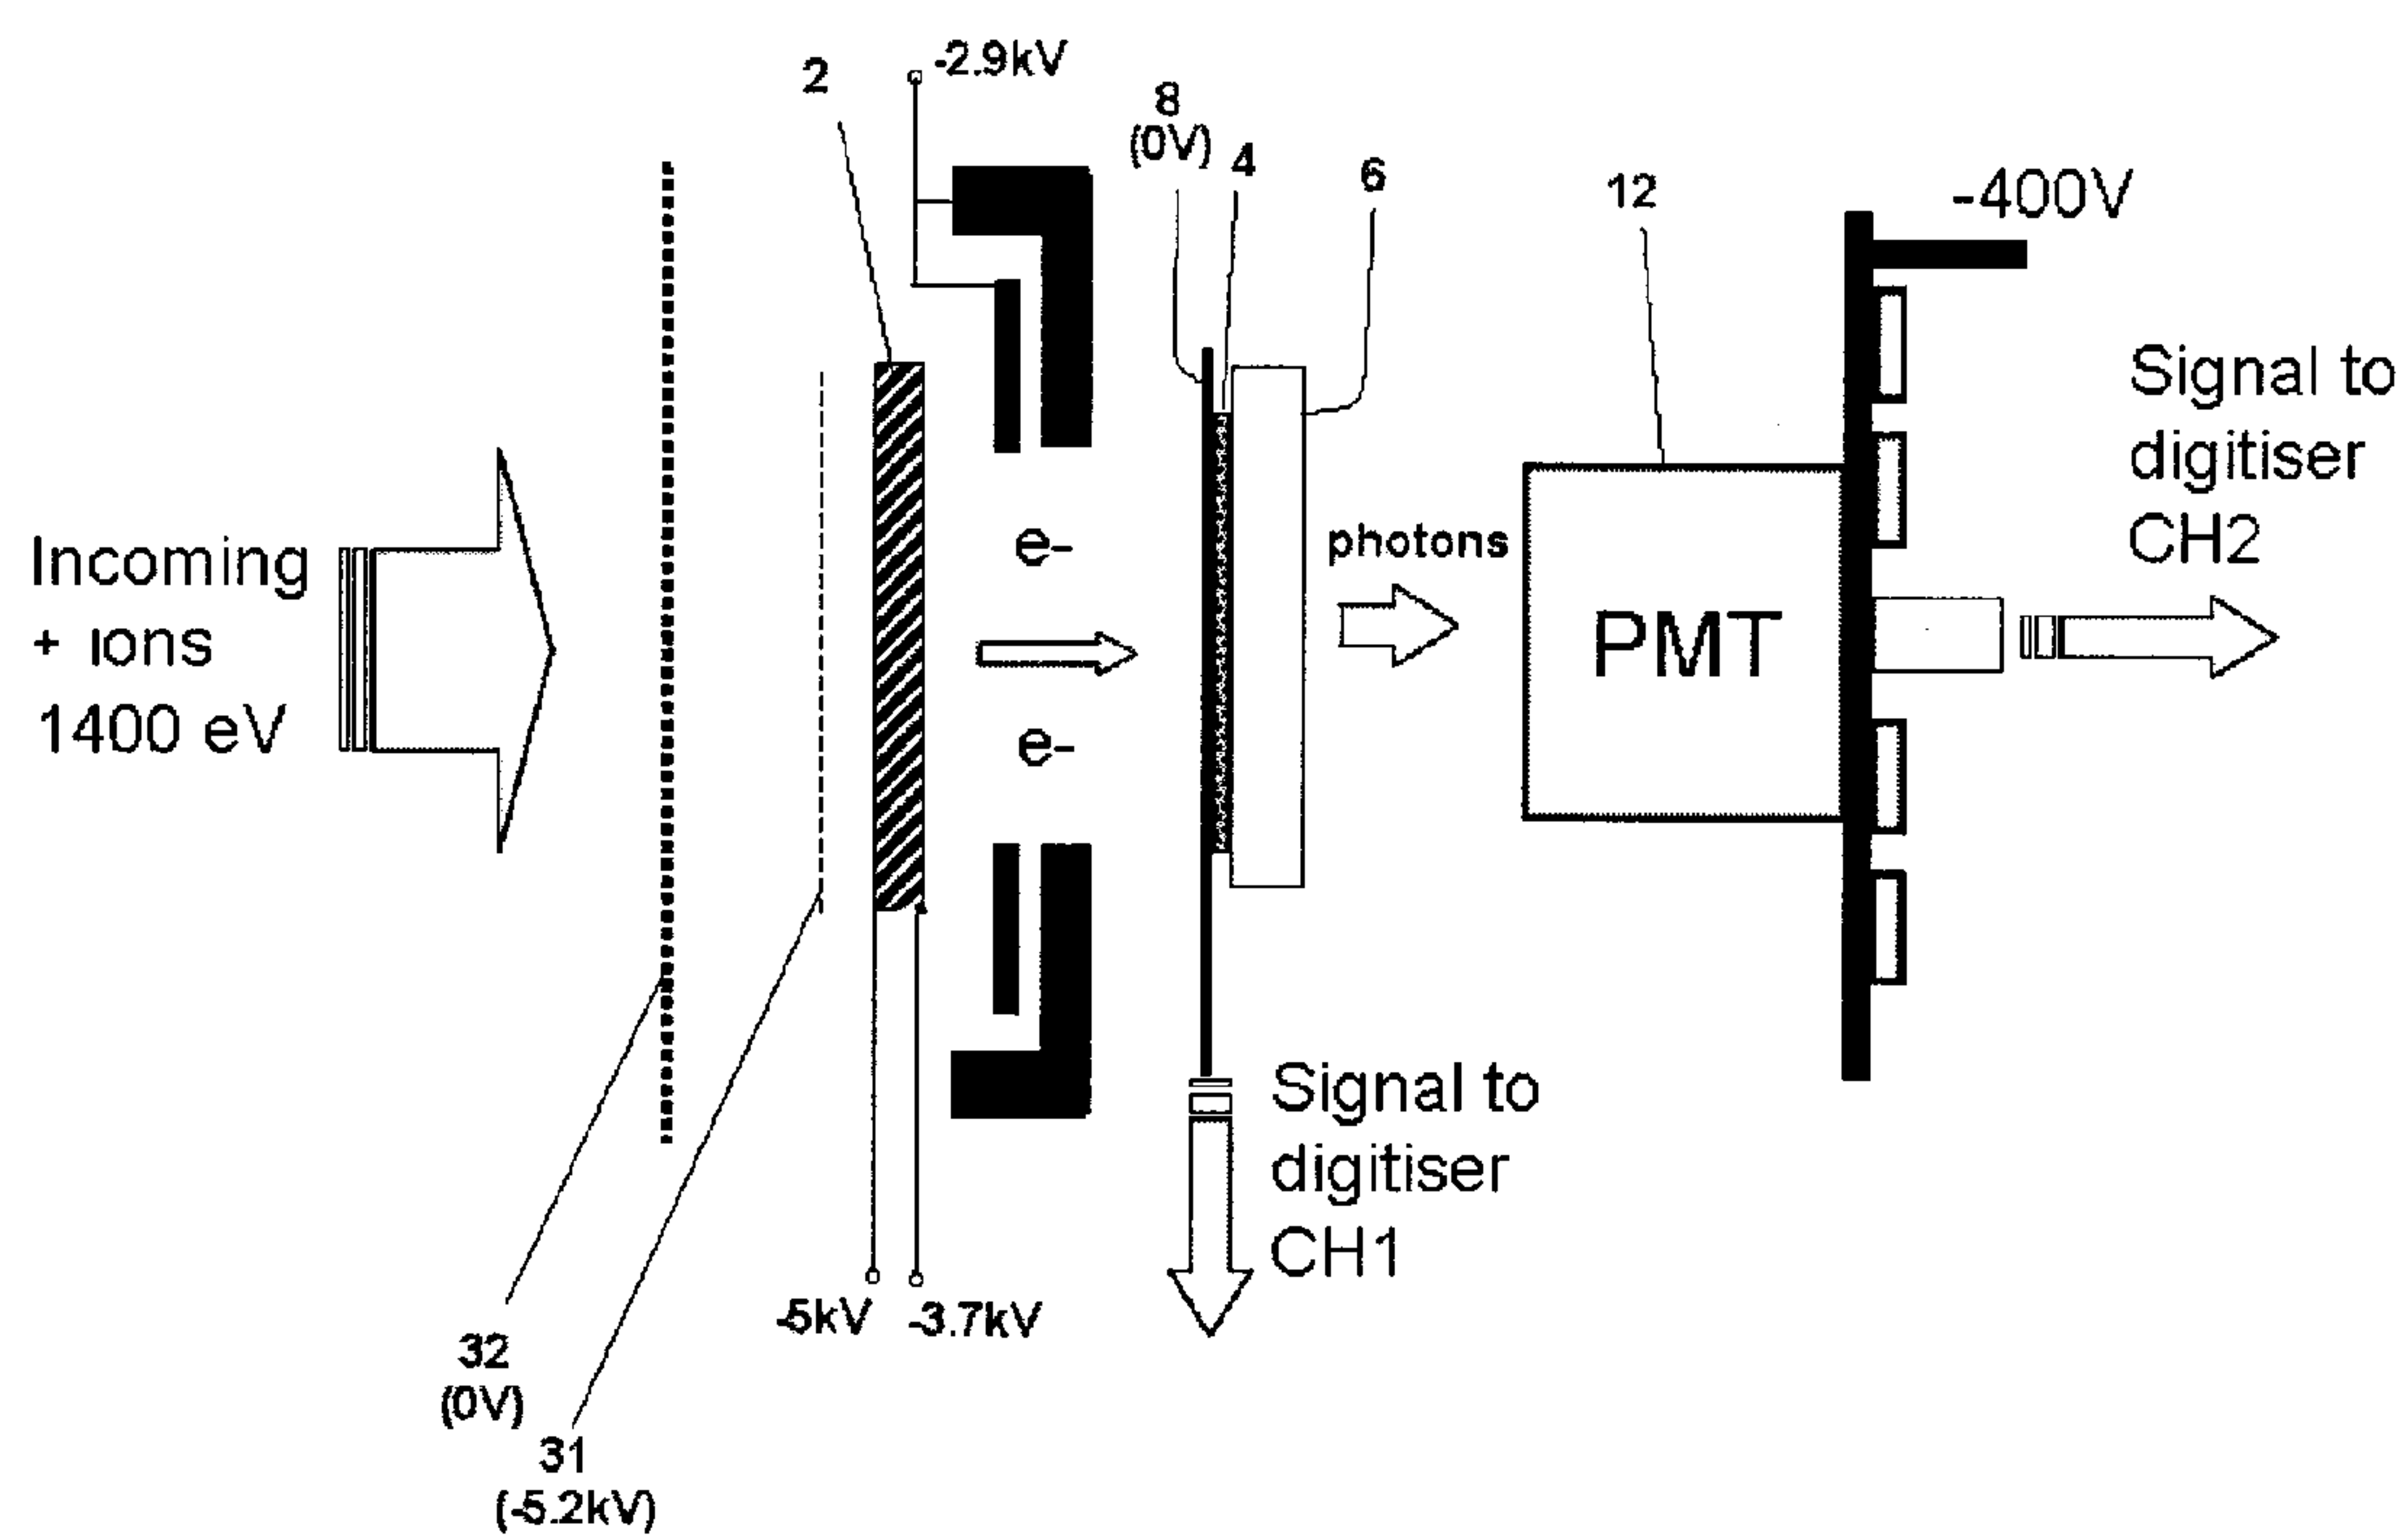 2
-2.9kV
8
(0V)
4
6
12
-400V
Incoming
+ ions
1400 eV
e-
e-
photons
PMT
Signal to
digitiser
CH2
Signal to
digitiser
CH1
-5kV
-3.7kV
32
(0V)
31
(-5.2kV)